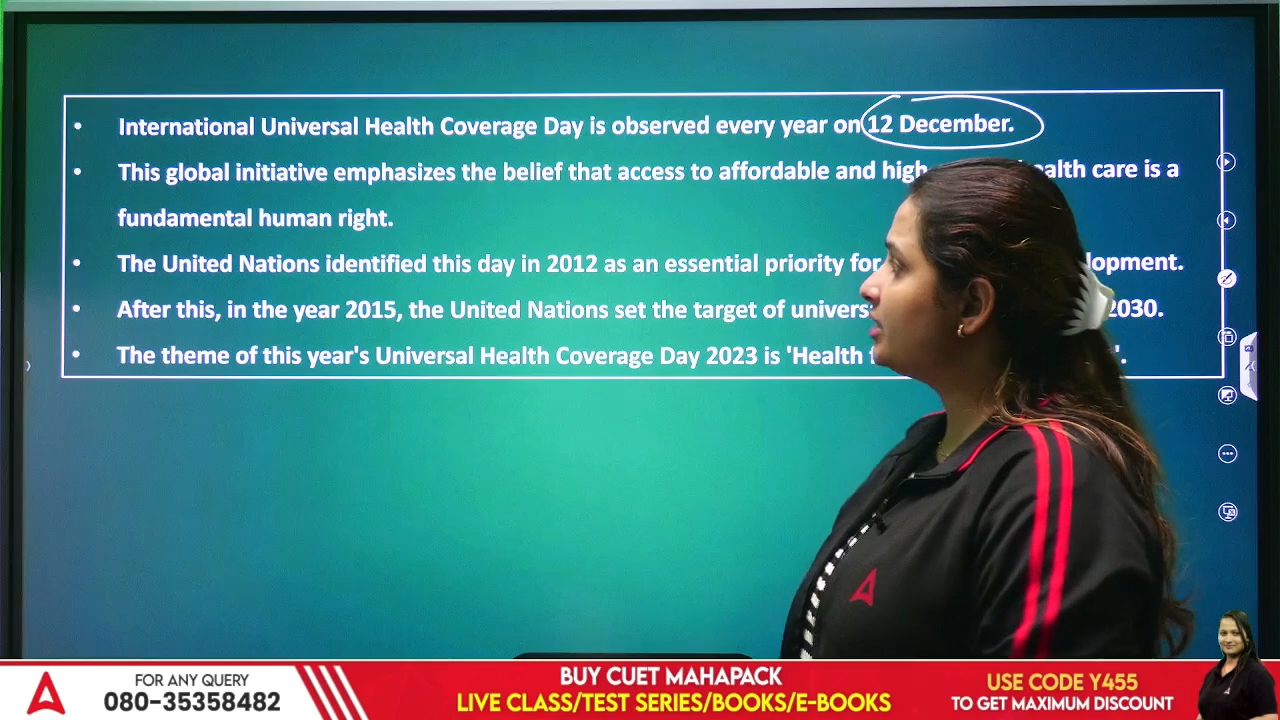 • International Universal Health Coverage Day is observed every year on 12 December.
• This global initiative emphasizes the belief that access to affordable and high health care is a
fundamental human right.
• The United Nations identified this day in 2012 as an essential priority for
• After this, in the year 2015, the United Nations set the target of 2030.
• The theme of this year's Universal Health Coverage Day 2023 is 'Health '.
FOR ANY QUERY
080-35358482
BUY CUET MAHAPACK
LIVE CLASS/TEST SERIES/BOOKS/E-BOOKS
USE CODE Y455
TO GET MAXIMUM DISCOUNT